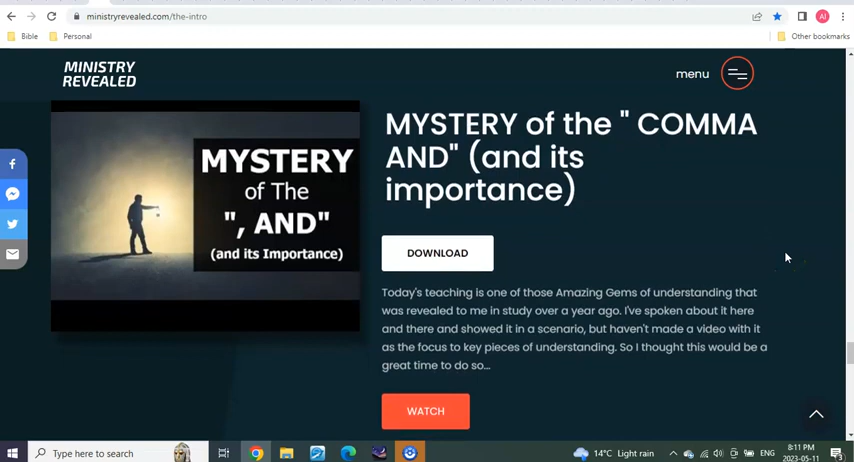 ministryrevealed.com/the-intro
AI
Bible
Personal
Other bookmarks
MINISTRY
REVEALED
menu
MYSTERY
of The
", AND"
(and its Importance)
MYSTERY of the " COMMA
AND" (and its
importance)
DOWNLOAD
Today's teaching is one of those Amazing Gems of understanding that
was revealed to me in study over a year ago. I've spoken about it here
and there and showed it in a scenario, but haven't made a video with it
as the focus to key pieces of understanding. So I thought this would be a
great time to do so...
WATCH
Type here to search
14°C Light rain
ENG
8:11 PM
2023-05-11
3